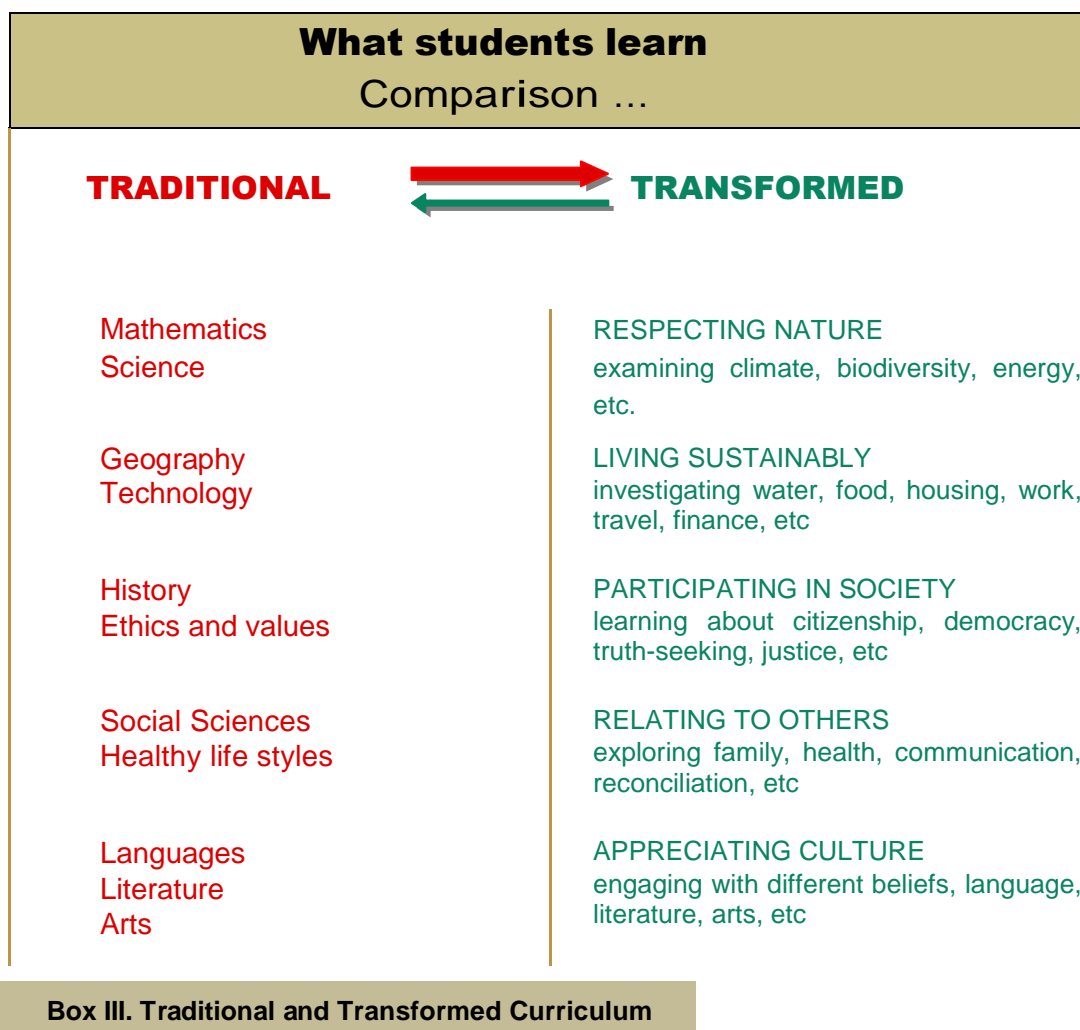 What students learn
Comparison ...
TRADITIONAL
TRANSFORMED
Mathematics
Science
RESPECTING NATURE
examining climate, biodiversity, energy,
etc.
Geography
Technology
LIVING SUSTAINABLY
investigating water, food, housing, work,
travel, finance, etc
History
Ethics and values
PARTICIPATING IN SOCIETY
learning about citizenship, democracy,
truth-seeking, justice, etc
Social Sciences
Healthy life styles
RELATING TO OTHERS
exploring family, health, communication,
reconciliation, etc
Languages
Literature
Arts
APPRECIATING CULTURE
engaging with different beliefs, language,
literature, arts, etc
Box III. Traditional and Transformed Curriculum